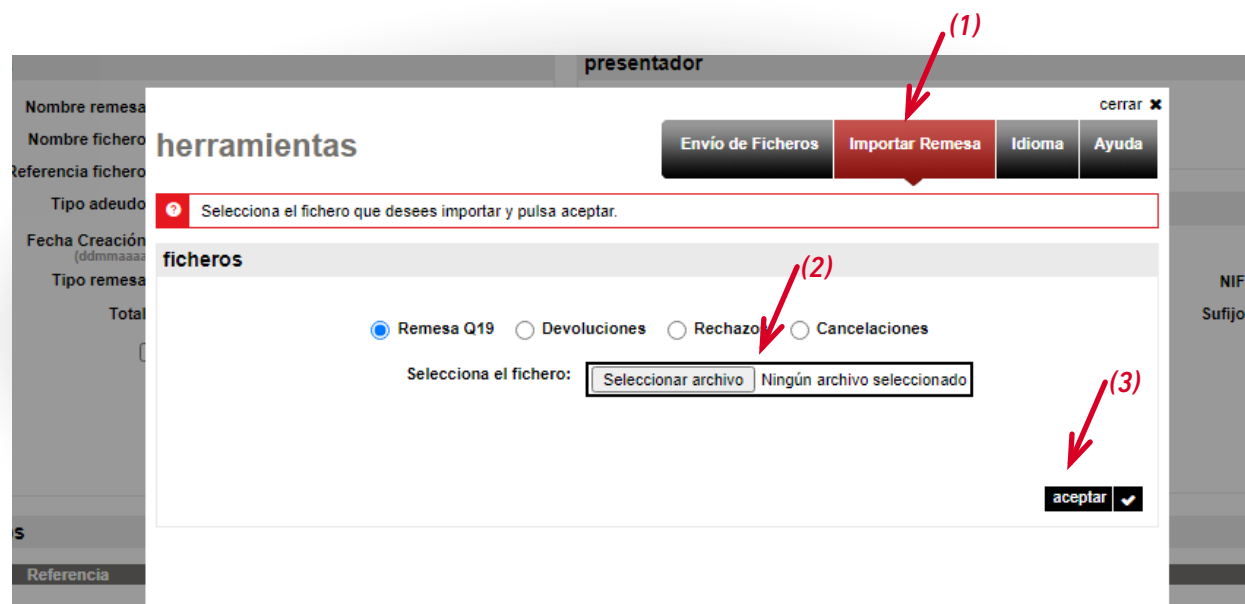 (1)
presentador
cerrar ✖
Nombre remesa
Nombre fichero
Referencia fichero
Tipo adeudo
Fecha Creación
(ddmmaaaa
Tipo remesa
Total
herramientas
Envío de Ficheros
Importar Remesa
Idioma
Ayuda
Selecciona el fichero que desees importar y pulsa aceptar.
ficheros
(2)
Remesa Q19
Devoluciones
Rechazos
Cancelaciones
Selecciona el fichero:
Seleccionar archivo
Ningún archivo seleccionado
(3)
aceptar
NIF
Sufijo
s
Referencia